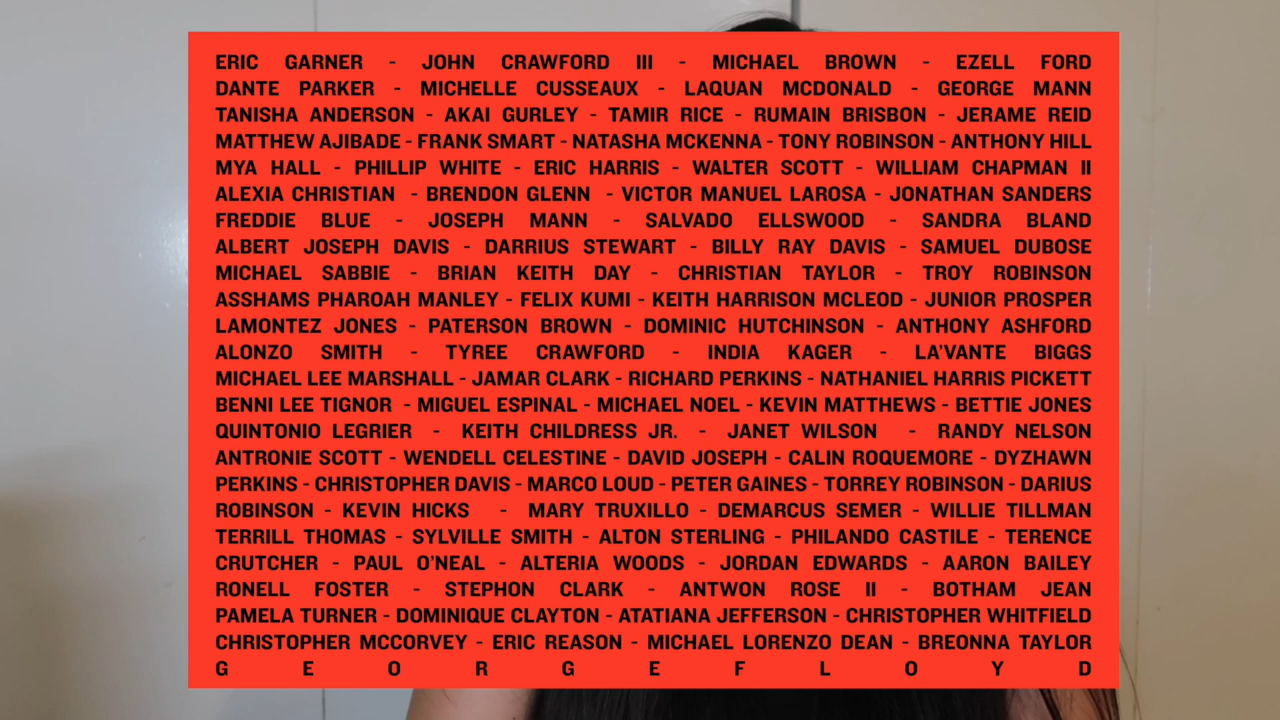 ERIC GARNER - JOHN CRAWFORD III - MICHAEL BROWN - EZELL FORD
DANTE PARKER - MICHELLE CUSSEAUX - LAQUAN MCDONALD - GEORGE MANN
TANISHA ANDERSON - AKAI GURLEY - TAMIR RICE - RUMAIN BRISBON - JERAME REID
MATTHEW AJIBADE - FRANK SMART - NATASHA MCKENNA - TONY ROBINSON - ANTHONY HILL
MYA HALL - PHILLIP WHITE - ERIC HARRIS - WALTER SCOTT - WILLIAM CHAPMAN II
ALEXIA CHRISTIAN - BRENDON GLENN - VICTOR MANUEL LAROSA - JONATHAN SANDERS
FREDDIE BLUE - JOSEPH MANN - SALVADO ELLSWOOD - SANDRA BLAND
ALBERT JOSEPH DAVIS - DARRIUS STEWART - BILLY RAY DAVIS - SAMUEL DUBOSE
MICHAEL SABBIE - BRIAN KEITH DAY - CHRISTIAN TAYLOR - TROY ROBINSON
ASSHAMS PHAROAH MANLEY - FELIX KUMI - KEITH HARRISON MCLEOD - JUNIOR PROSPER
LAMONTEZ JONES - PATERSON BROWN - DOMINIC HUTCHINSON - ANTHONY ASHFORD
ALONZO SMITH - TYREE CRAWFORD - INDIA KAGER - LA'VANTE BIGGS
MICHAEL LEE MARSHALL - JAMAR CLARK - RICHARD PERKINS - NATHANIEL HARRIS PICKETT
BENNI LEE TIGNOR - MIGUEL ESPINAL - MICHAEL NOEL - KEVIN MATTHEWS - BETTIE JONES
QUINTONIO LEGRIER - KEITH CHILDRESS JR. - JANET WILSON - RANDY NELSON
ANTRONIE SCOTT - WENDELL CELESTINE - DAVID JOSEPH - CALIN ROQUEMORE - DYZHAWN
PERKINS - CHRISTOPHER DAVIS - MARCO LOUD - PETER GAINES - TORREY ROBINSON - DARIUS
ROBINSON - KEVIN HICKS - MARY TRUXILLO - DEMARCUS SEMER - WILLIE TILLMAN
TERRILL THOMAS - SYLVILLE SMITH - ALTON STERLING - PHILANDO CASTILE - TERENCE
CRUTCHER - PAUL O'NEAL - ALTERIA WOODS - JORDAN EDWARDS - AARON BAILEY
RONELL FOSTER - STEPHON CLARK - ANTWON ROSE II - BOTHAM JEAN
PAMELA TURNER - DOMINIQUE CLAYTON - ATATIANA JEFFERSON - CHRISTOPHER WHITFIELD
CHRISTOPHER MCCORVEY - ERIC REASON - MICHAEL LORENZO DEAN - BREONNA TAYLOR
G E O R G E F L O Y D